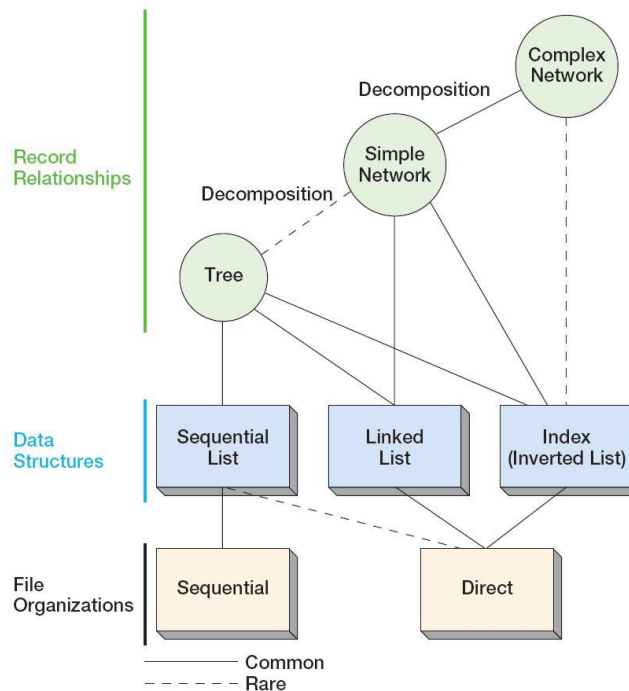 Complex
Network
Decomposition
Simple
Network
Record
Relationships
Decomposition
Tree
Data
Structures
Sequential
List
Linked
List
Index
(Inverted List)
File
Organizations
Sequential
Direct
Common
Rare